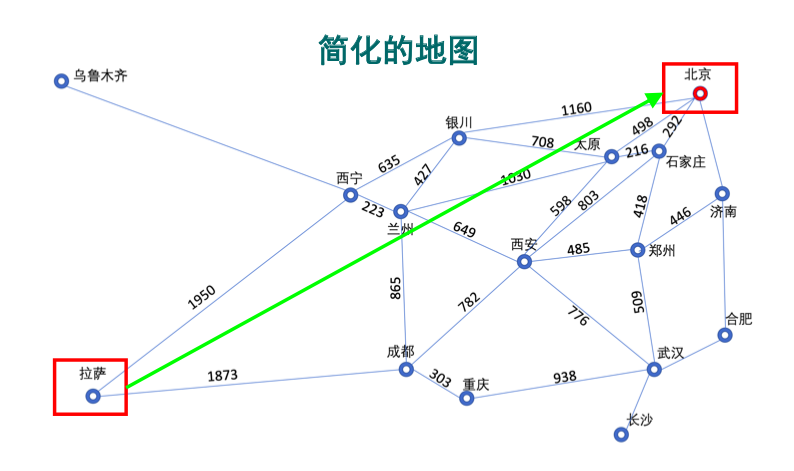 简化的地图
乌鲁木齐
北京
1160
银川
498
292
708
太原
216
石家庄
635
西宁
427
1030
223
兰州
598
803
418
446
济南
649
西安
485
郑州
1950
865
782
776
509
合肥
拉萨
1873
成都
303
重庆
938
武汉
长沙